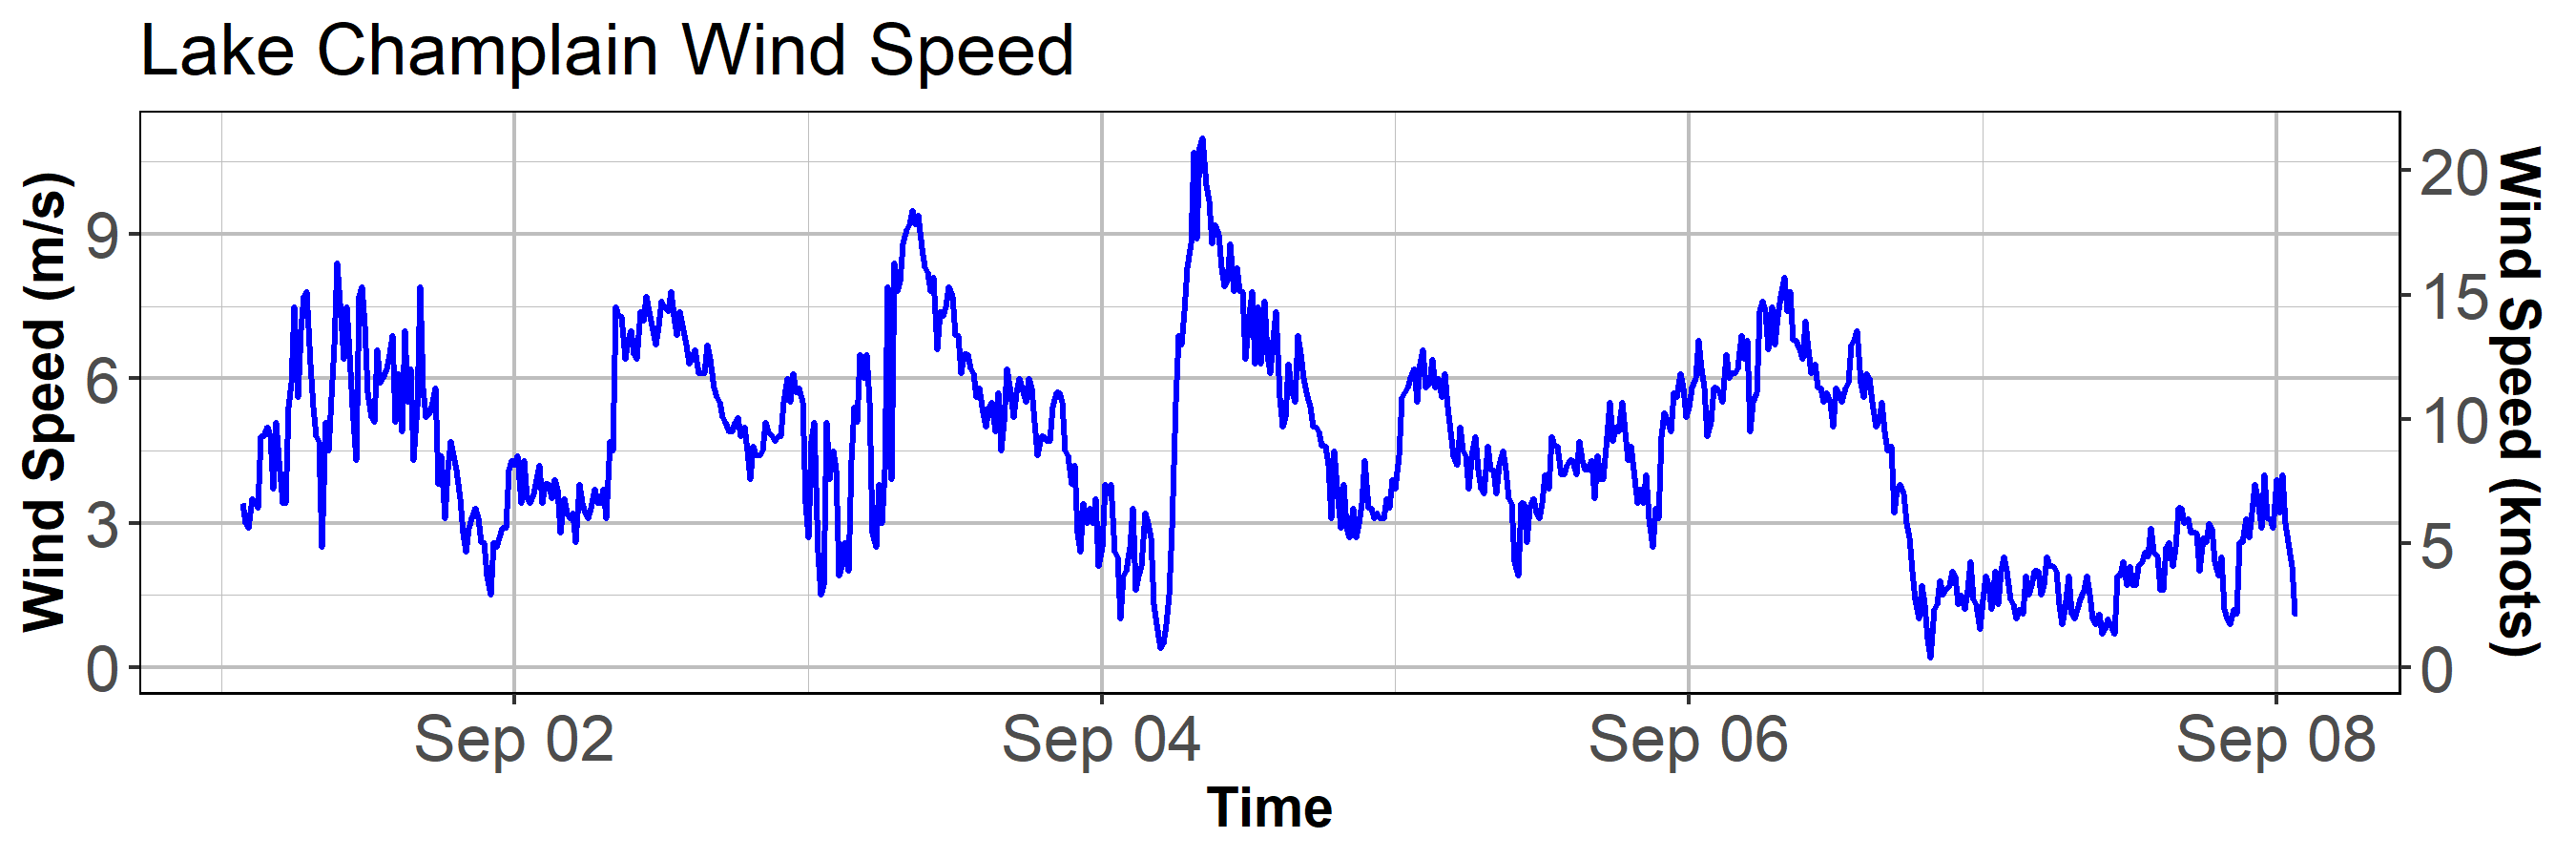 Lake Champlain Wind Speed
Wind Speed (m/s)
9
6
3
0
20
15
10
5
0
Wind Speed (knots)
Sep 02
Sep 04
Sep 06
Sep 08
Time